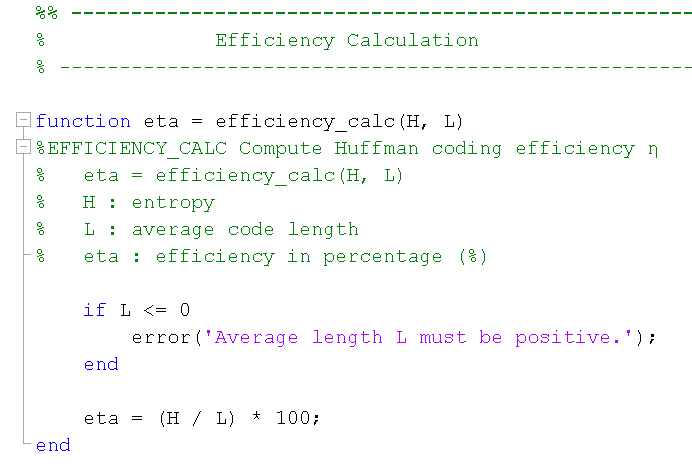 %% ----------------------------------------------------
%               Efficiency Calculation
% -----------------------------------------------------
function eta = efficiency_calc(H, L)
%EFFICIENCY_CALC Compute Huffman coding efficiency η
%   eta = efficiency_calc(H, L)
%   H : entropy
%   L : average code length
%   eta : efficiency in percentage (%)
    if L <= 0
        error('Average length L must be positive.');
    end
    eta = (H / L) * 100;
end